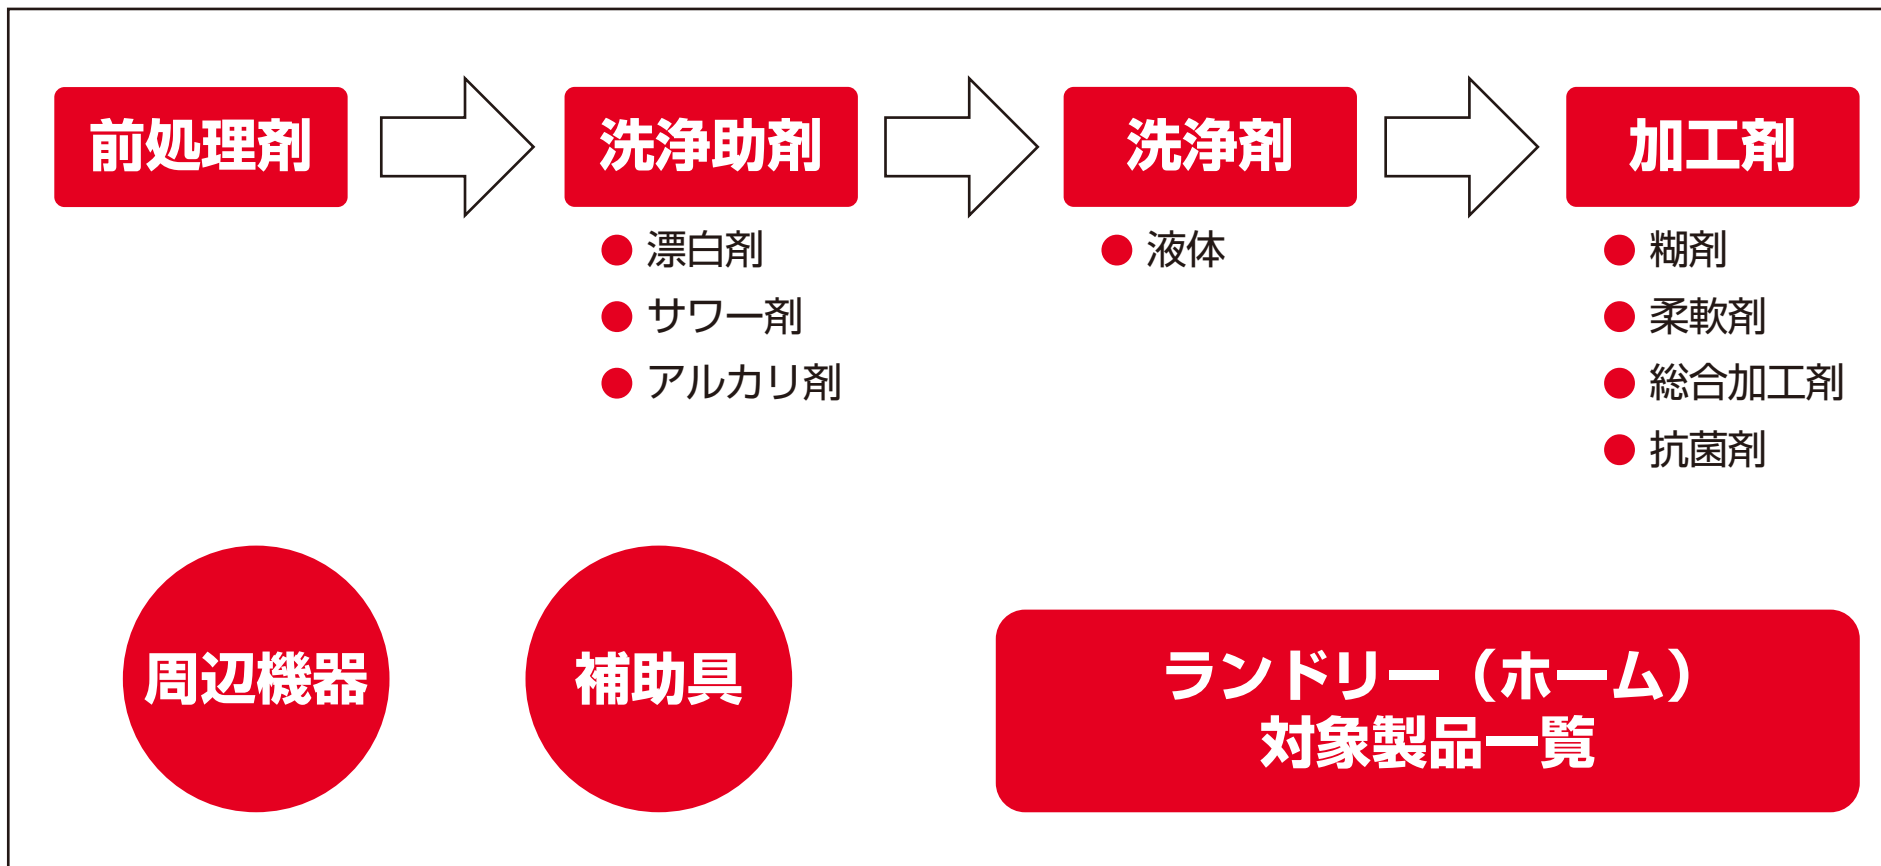 前処理剤
洗浄助剤
漂白剤
サワー剤
アルカリ剤
洗浄剤
液体
加工剤
糊剤
柔軟剤
総合加工剤
抗菌剤
周辺機器
補助具
ランドリー（ホーム）
対象製品一覧